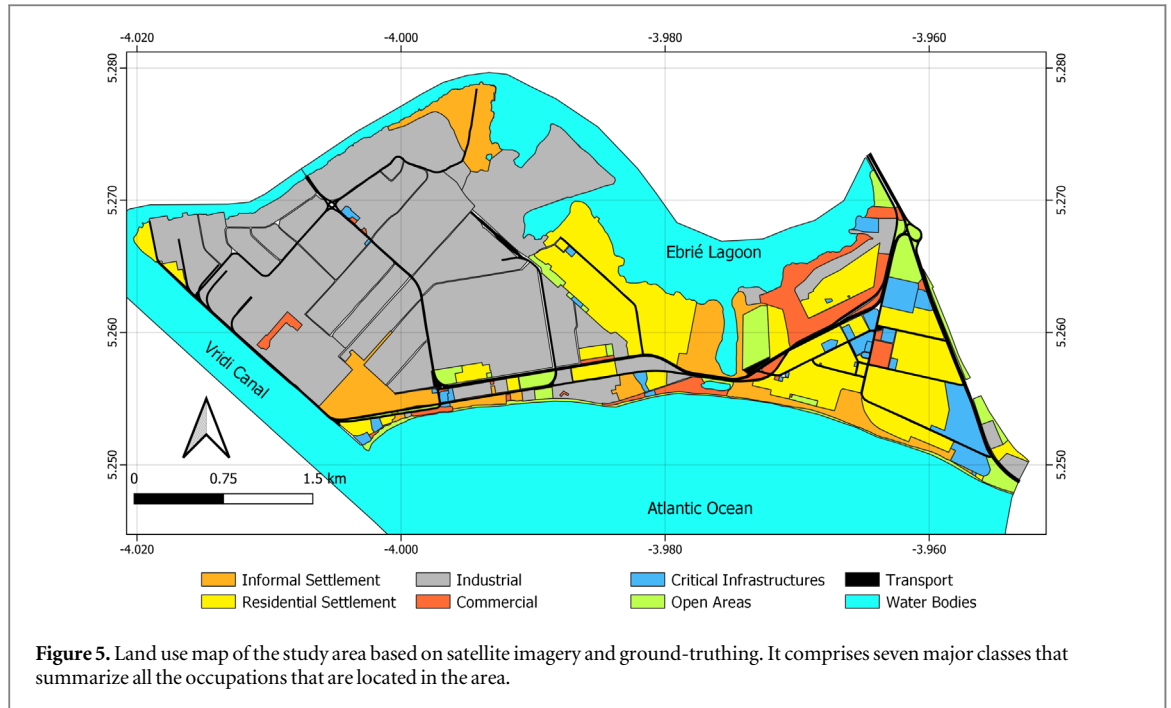 -4.020 -4.000 -3.980 -3.960
5.280 5.280
5.270 5.270
Ebrié Lagoon
5.260 5.260
Vridi Canal
5.250 5.250
0 0.75 1.5 km
Atlantic Ocean
-4.020 -4.000 -3.980 -3.960
Informal Settlement Industrial Critical Infrastructures Transport
Residential Settlement Commercial Open Areas Water Bodies
Figure 5. Land use map of the study area based on satellite imagery and ground-truthing. It comprises seven major classes that
summarize all the occupations that are located in the area.